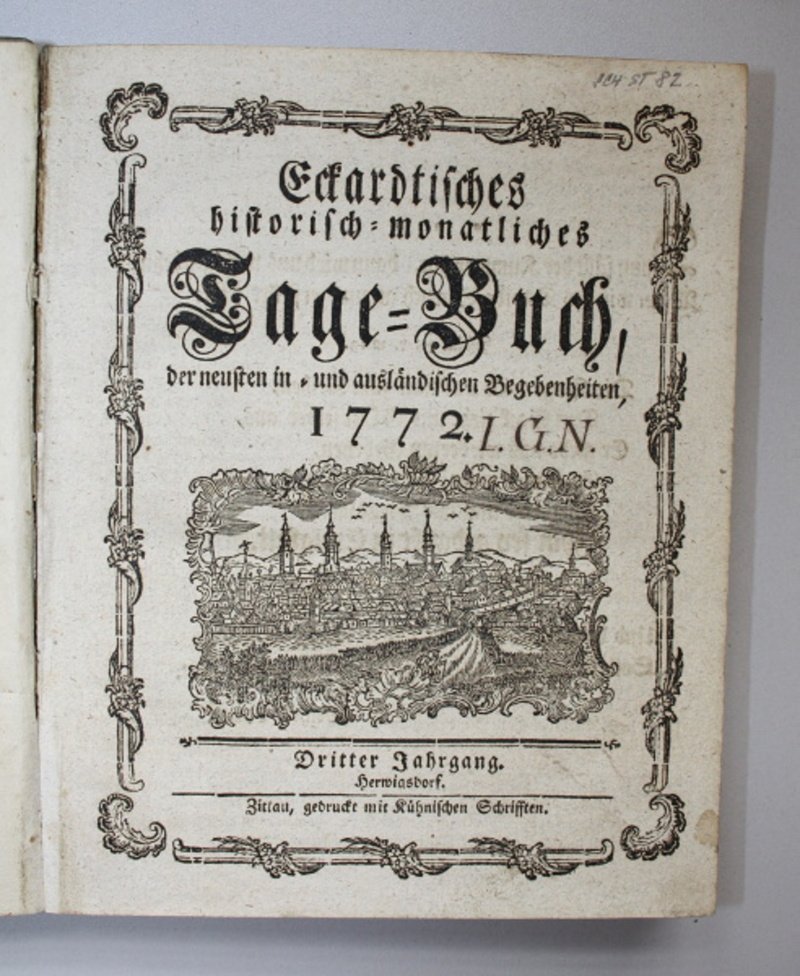 SCH ST 82
Eckardtisches
historisch-monatliches
Tage-Buch,
der neusten in- und ausländischen Begebenheiten,
1772. I.G.N.
Dritter Jahrgang.
Herwigsdorf.
Zittau, gedruckt mit Kühnischen Schrifften.